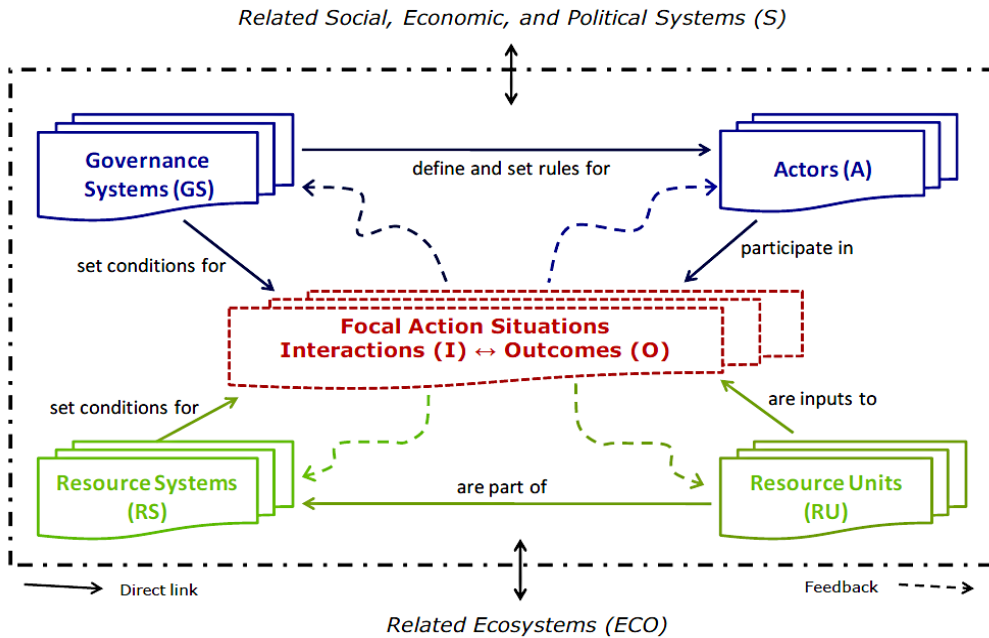 Related Social, Economic, and Political Systems (S)
Governance
Systems (GS)
define and set rules for
Actors (A)
set conditions for
participate in
Focal Action Situations
Interactions (I) ↔ Outcomes (O)
set conditions for
are inputs to
Resource Systems
(RS)
are part of
Resource Units
(RU)
Direct link
Feedback
Related Ecosystems (ECO)